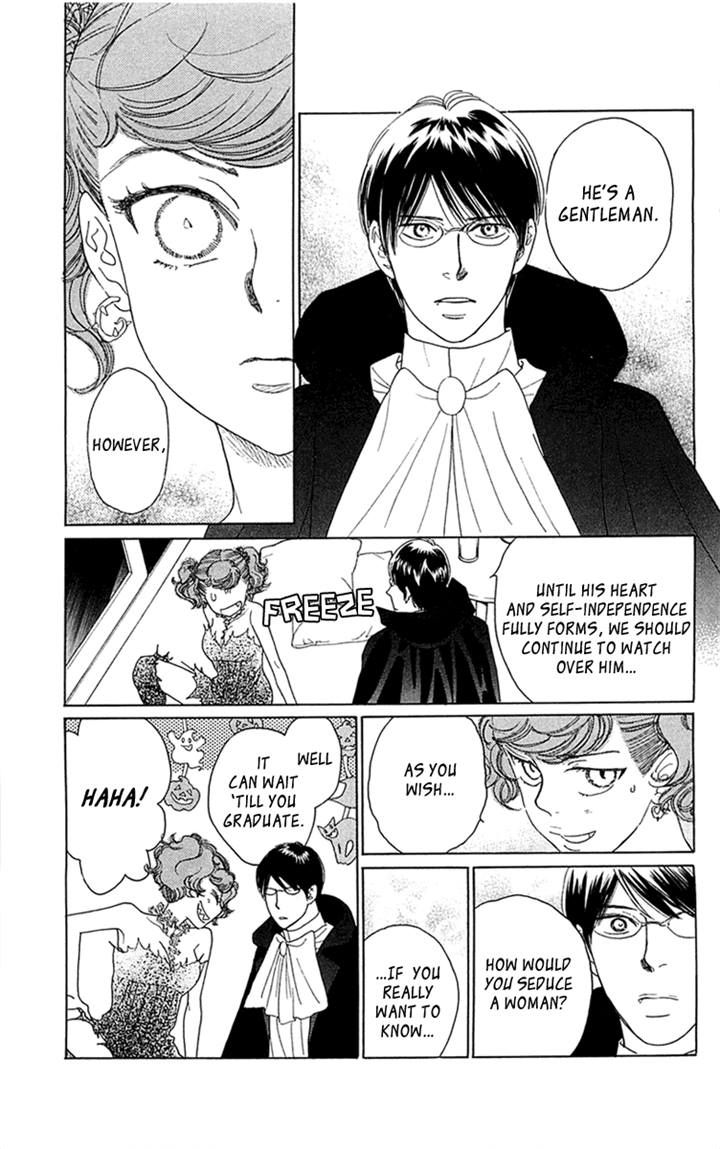 HE'S A
GENTLEMAN.
HOWEVER,
UNTIL HIS HEART
AND SELF-INDEPENDENCE
FULLY FORMS, WE SHOULD
CONTINUE TO WATCH
OVER HIM...
FREEZE
AS YOU
WISH...
HOW WOULD
YOU SEDUCE
A WOMAN?
...IF YOU
REALLY
WANT TO
KNOW...
WELL
IT
CAN WAIT
'TILL YOU
GRADUATE.
HAHA!